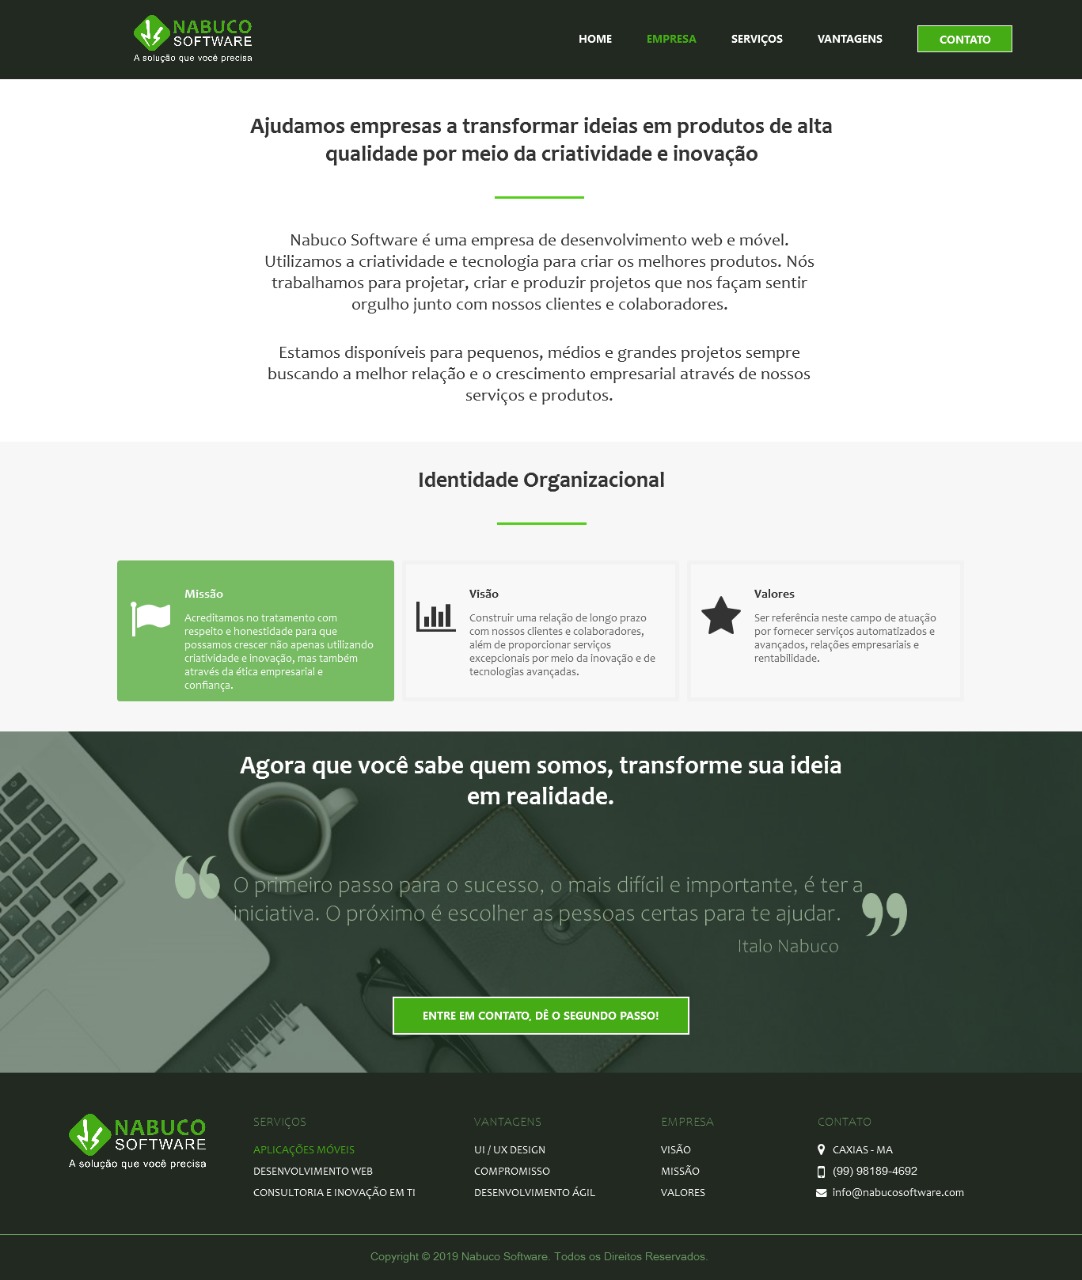 NABUCO
SOFTWARE
A solução que você precisa
HOME
EMPRESA
SERVIÇOS
VANTAGENS
CONTATO
Ajudamos empresas a transformar ideias em produtos de alta
qualidade por meio da criatividade e inovação
Nabuco Software é uma empresa de desenvolvimento web e móvel.
Utilizamos a criatividade e tecnologia para criar os melhores produtos. Nós
trabalhamos para projetar, criar e produzir projetos que nos façam sentir
orgulho junto com nossos clientes e colaboradores.
Estamos disponíveis para pequenos, médios e grandes projetos sempre
buscando a melhor relação e o crescimento empresarial através de nossos
serviços e produtos.
Identidade Organizacional
Missão
Acreditamos no tratamento com
respeito e honestidade para que
possamos crescer não apenas utilizando
criatividade e inovação, mas também
através da ética empresarial e
confiança.
Visão
Construir uma relação de longo prazo
com nossos clientes e colaboradores,
além de proporcionar serviços
excepcionais por meio da inovação e de
tecnologias avançadas.
Valores
Ser referência neste campo de atuação
por fornecer serviços automatizados e
avançados, relações empresariais e
rentabilidade.
Agora que você sabe quem somos, transforme sua ideia
em realidade.
“ O primeiro passo para o sucesso, o mais difícil e importante, é ter a
iniciativa. O próximo é escolher as pessoas certas para te ajudar. ”
Italo Nabuco
ENTRE EM CONTATO, DÊ O SEGUNDO PASSO!
NABUCO
SOFTWARE
A solução que você precisa
SERVIÇOS
APLICAÇÕES MÓVEIS
DESENVOLVIMENTO WEB
CONSULTORIA E INOVAÇÃO EM TI
VANTAGENS
UI / UX DESIGN
COMPROMISSO
DESENVOLVIMENTO ÁGIL
EMPRESA
VISÃO
MISSÃO
VALORES
CONTATO
CAXIAS - MA
(99) 98189-4692
info@nabucosoftware.com
Copyright © 2019 Nabuco Software. Todos os Direitos Reservados.